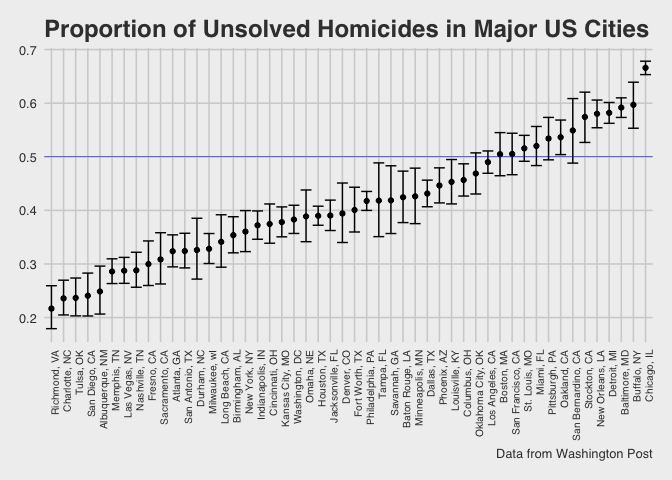 Proportion of Unsolved Homicides in Major US Cities
0.7
0.6
0.5
0.4
0.3
0.2
Richmond, VA
Charlotte, NC
Tulsa, OK
San Diego, CA
Albuquerque, NM
Memphis, TN
Las Vegas, NV
Nashville, TN
Fresno, CA
Sacramento, CA
Atlanta, GA
San Antonio, TX
Durham, NC
Milwaukee, wI
Long Beach, CA
Birmingham, AL
New York, NY
Indianapolis, IN
Cincinnati, OH
Kansas City, MO
Washington, DC
Omaha, NE
Houston, TX
Jacksonville, FL
Denver, CO
Fort Worth, TX
Philadelphia, PA
Tampa, FL
Savannah, GA
Baton Rouge, LA
Minneapolis, MN
Dallas, TX
Phoenix, AZ
Louisville, KY
Columbus, OH
Oklahoma City, OK
Los Angeles, CA
Boston, MA
San Francisco, CA
St. Louis, MO
Miami, FL
Pittsburgh, PA
Oakland, CA
San Bernardino, CA
Stockton, CA
New Orleans, LA
Detroit, MI
Baltimore, MD
Buffalo, NY
Chicago, IL
Data from Washington Post